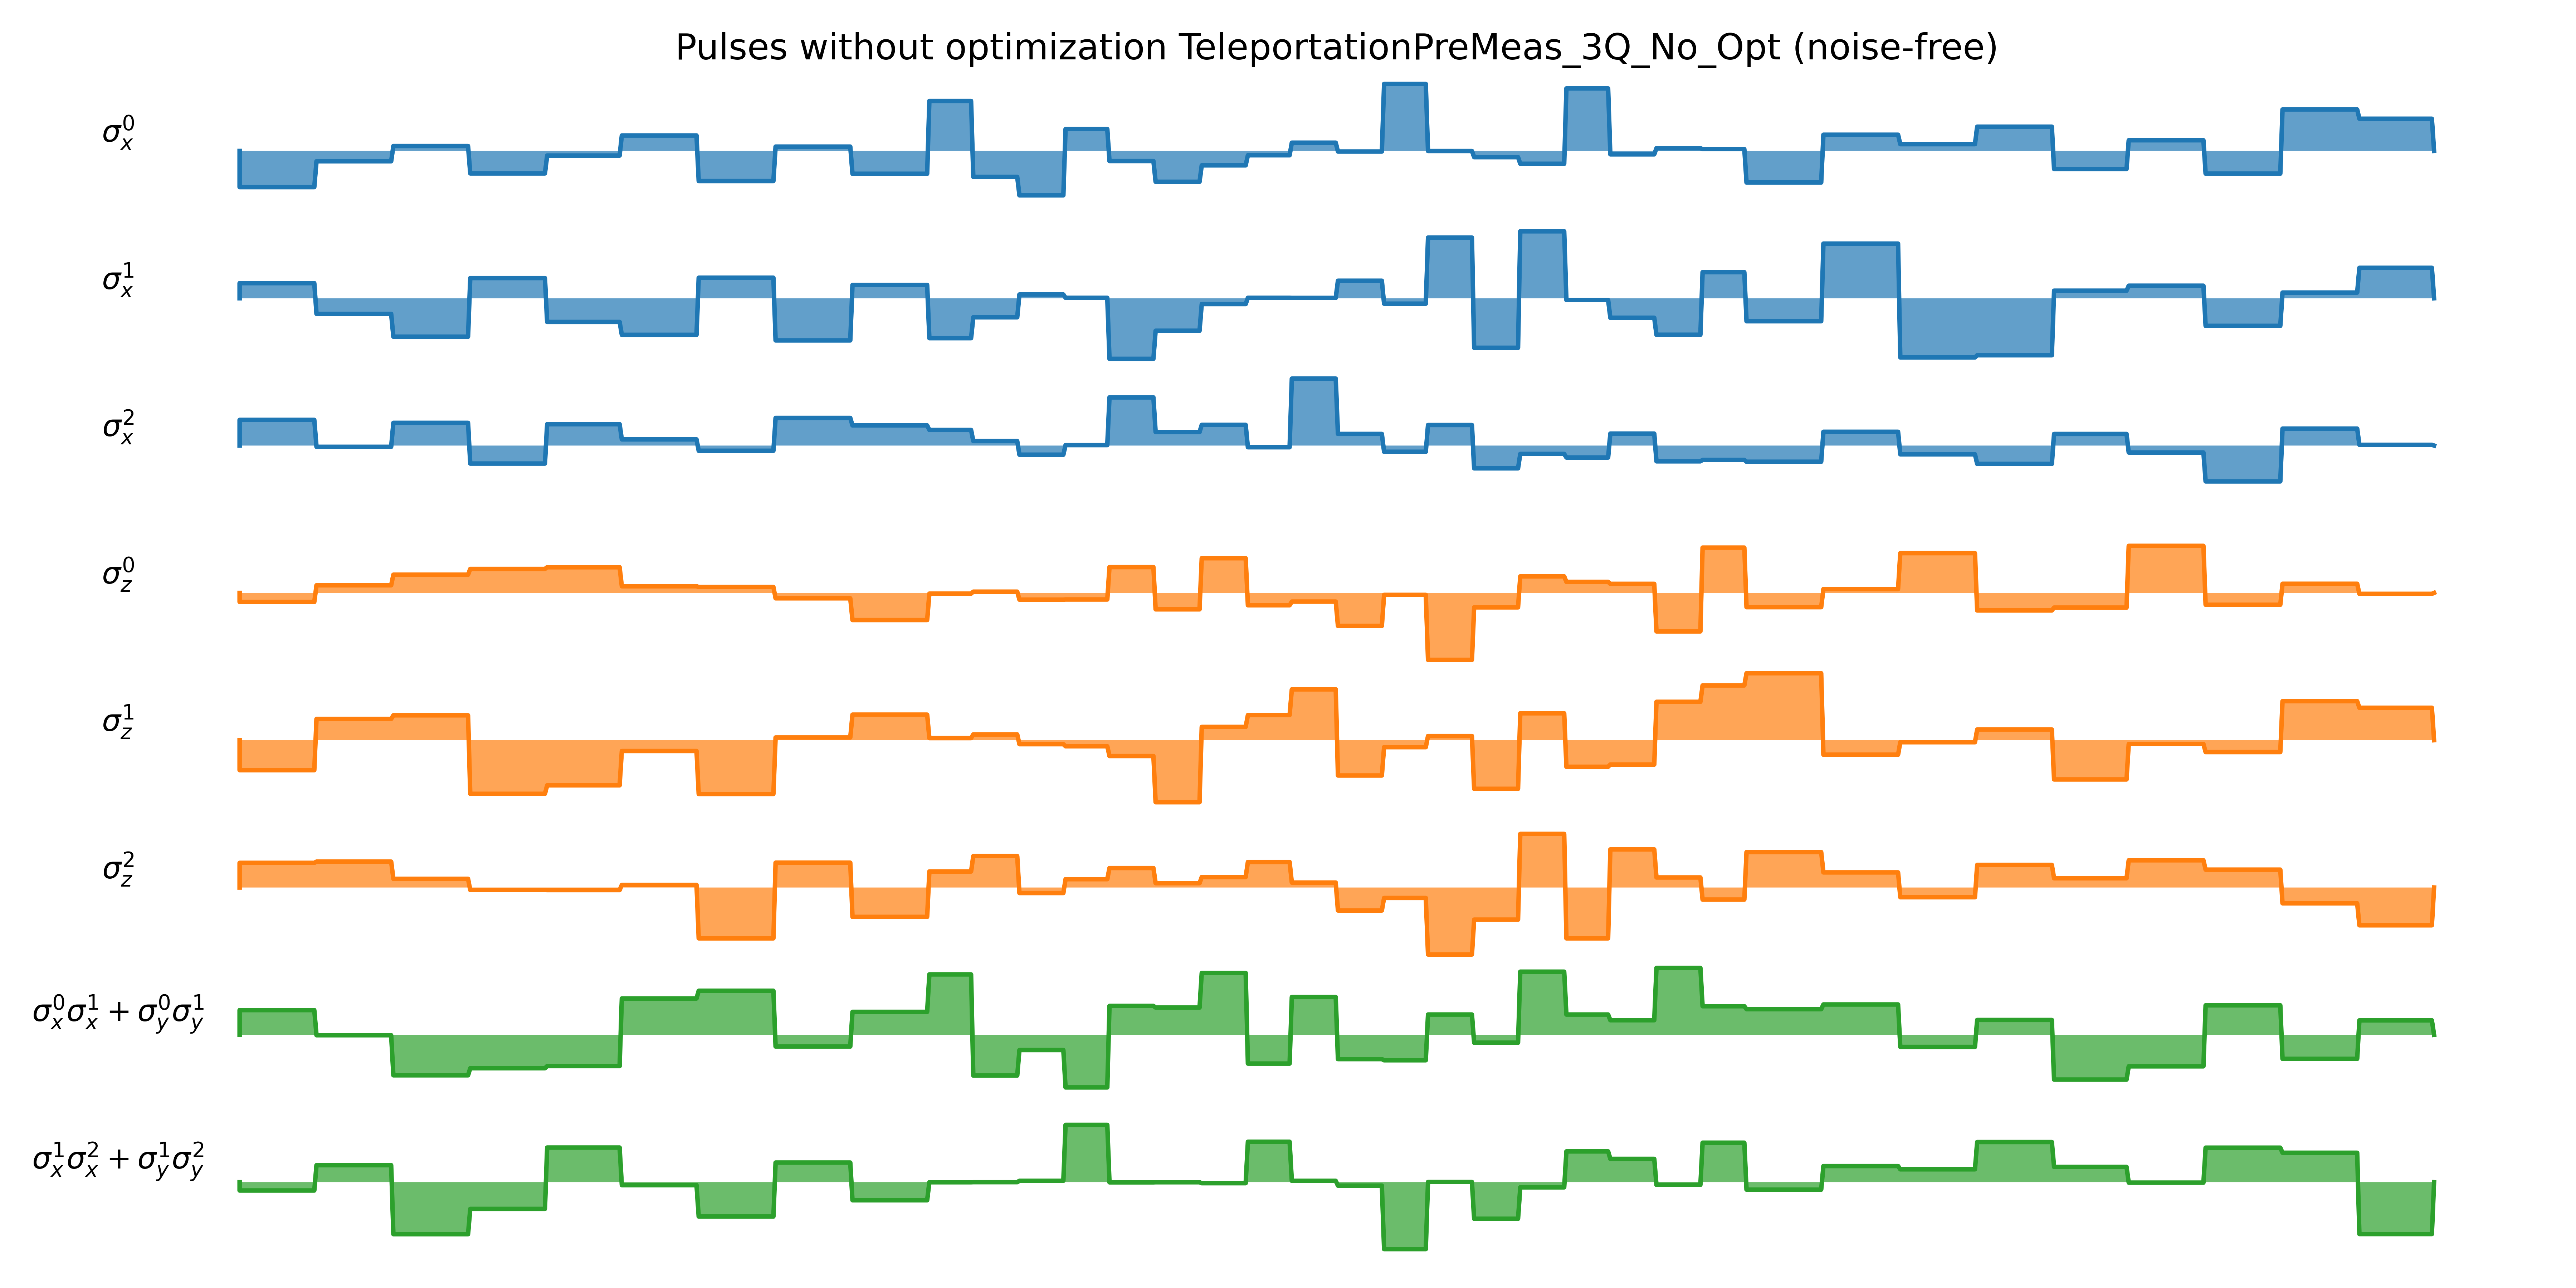 Pulses without optimization TeleportationPreMeas_3Q_No_Opt (noise-free)
σ_x^0
σ_x^1
σ_x^2
σ_z^0
σ_z^1
σ_z^2
σ_x^0σ_x^1 + σ_y^0σ_y^1
σ_x^1σ_x^2 + σ_y^1σ_y^2